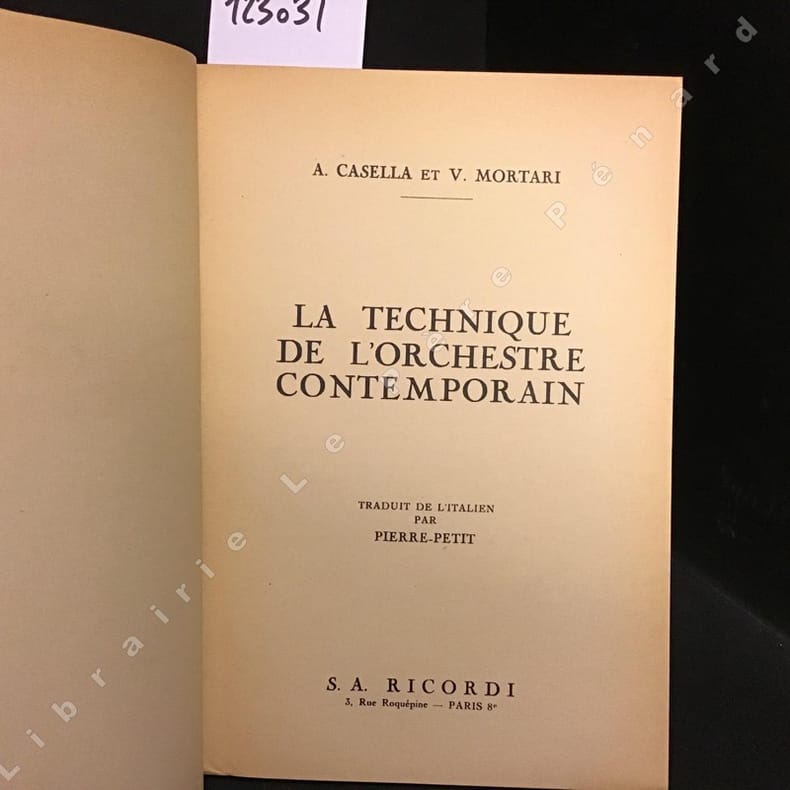 123031
A. CASELLA ET V. MORTARI
LA TECHNIQUE
DE L'ORCHESTRE
CONTEMPORAIN
TRADUIT DE L'ITALIEN
PAR
PIERRE-PETIT
S. A. RICORDI
3, Rue Roquépine — PARIS 8e
Librairie Le Père Pénard